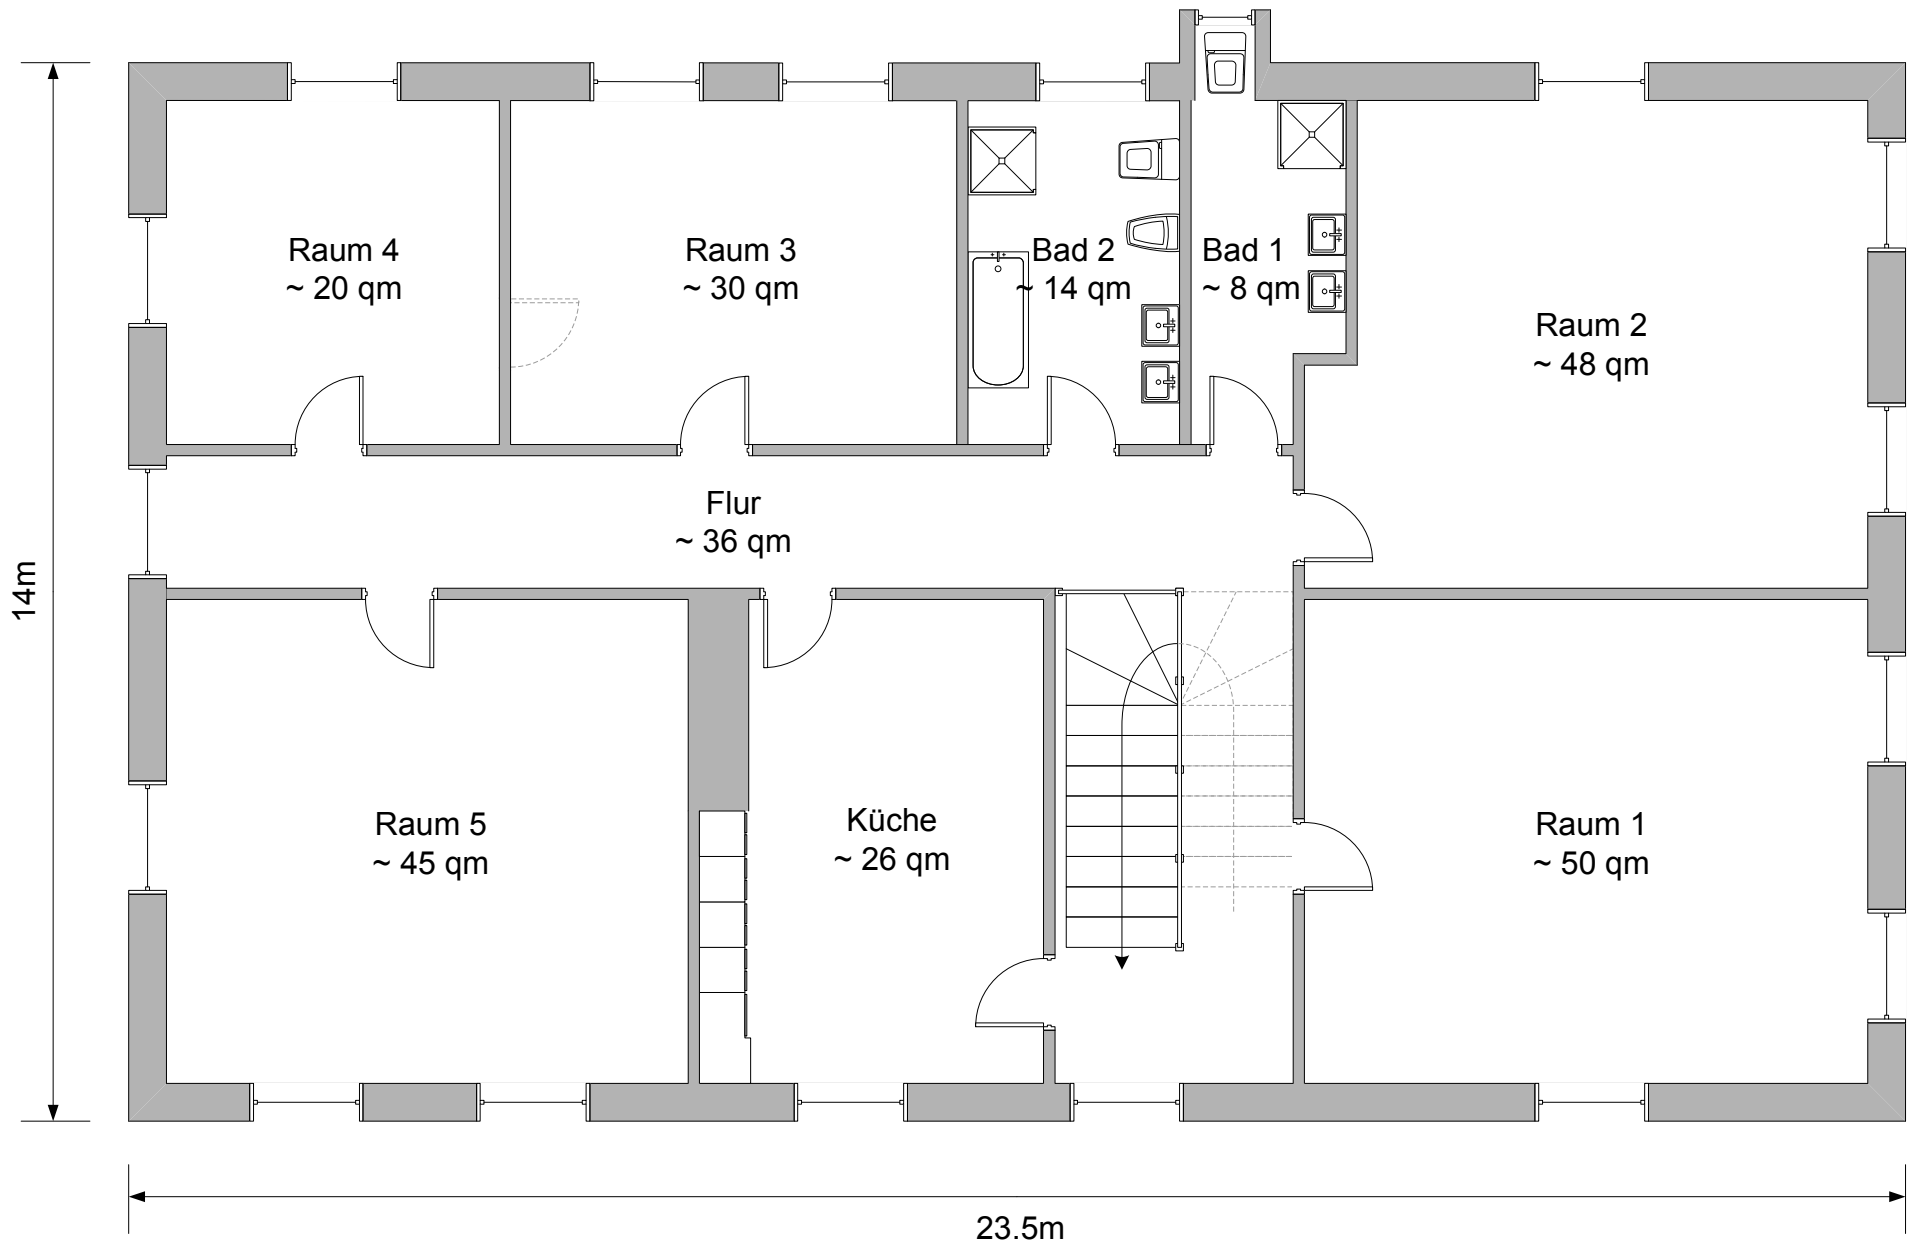 Raum 4
~ 20 qm
Raum 3
~ 30 qm
Bad 2
~ 14 qm
Bad 1
~ 8 qm
Raum 2
~ 48 qm
Flur
~ 36 qm
14m
Raum 5
~ 45 qm
Küche
~ 26 qm
Raum 1
~ 50 qm
23.5m